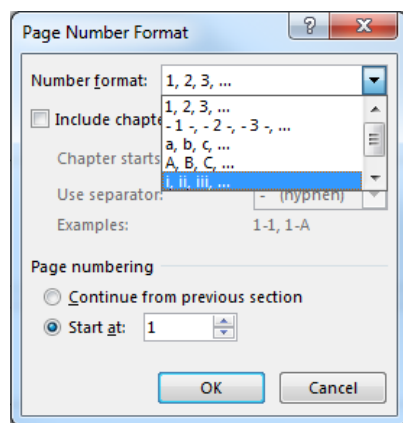 Page Number Format
?
Number format: 1, 2, 3, ...
1, 2, 3, ...
Include
- 1 -, - 2 -, - 3 -, ...
a, b, c, ...
Chapter starts
A, B, C, ...
i, ii, iii, ...
Use separator: - (hyphen)
Examples: 1-1, 1-A
Page numbering
Continue from previous section
Start at: 1
OK Cancel